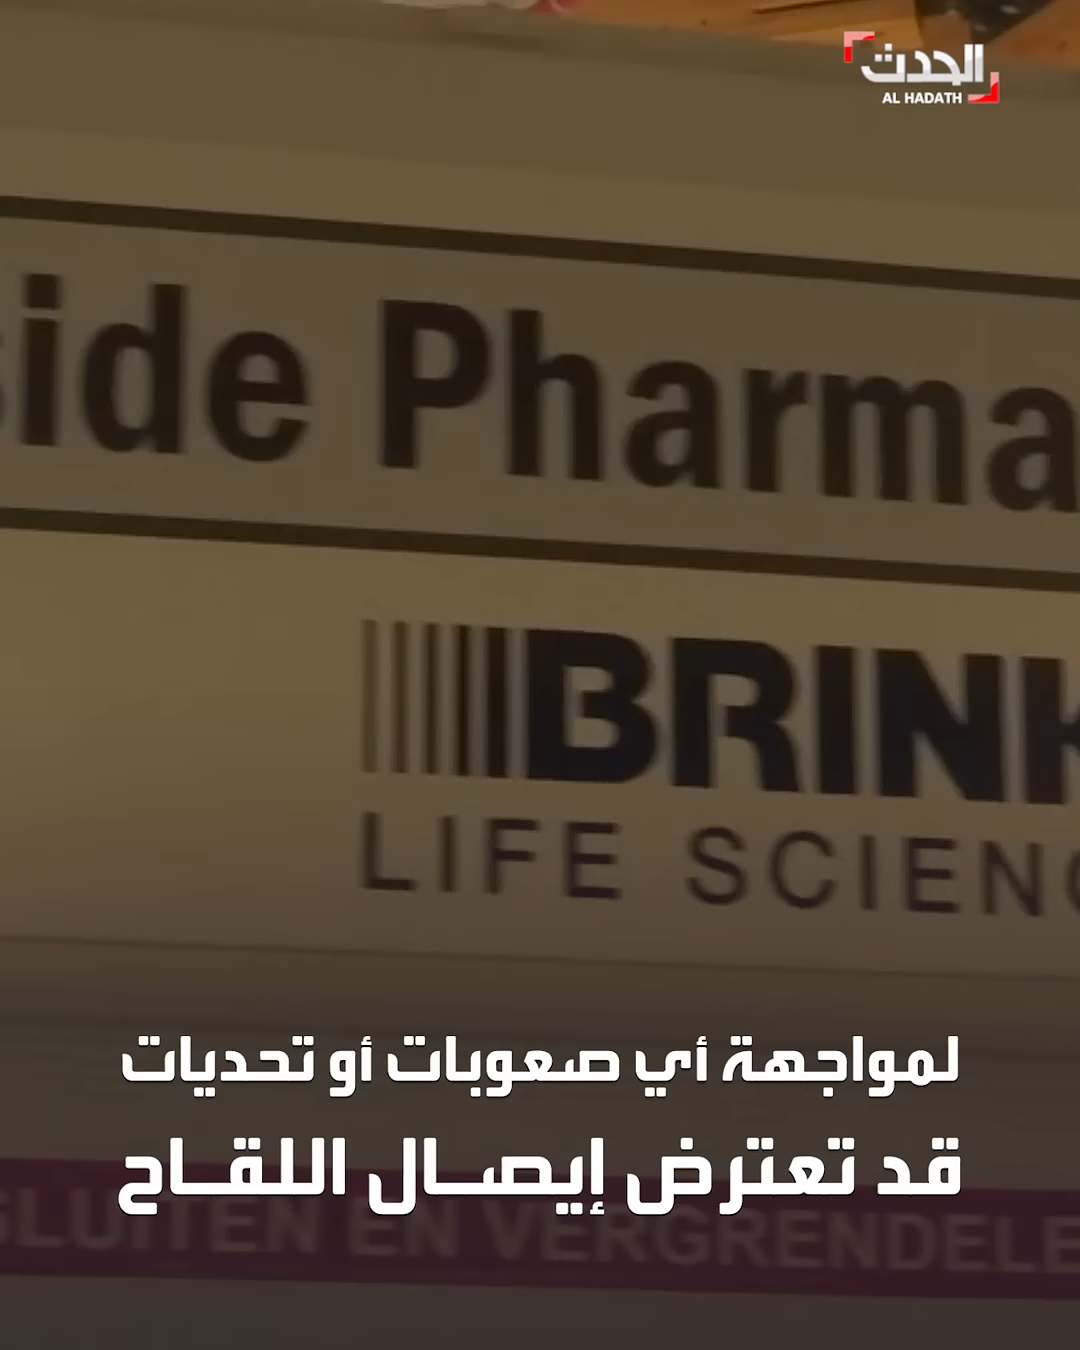 الحدث
AL HADATH
side Pharma
BRINK
LIFE SCIENC
لمواجهة أي صعوبات أو تحديات
قد تعترض إيصال اللقاح
SLUITEN EN VERGRENDELE